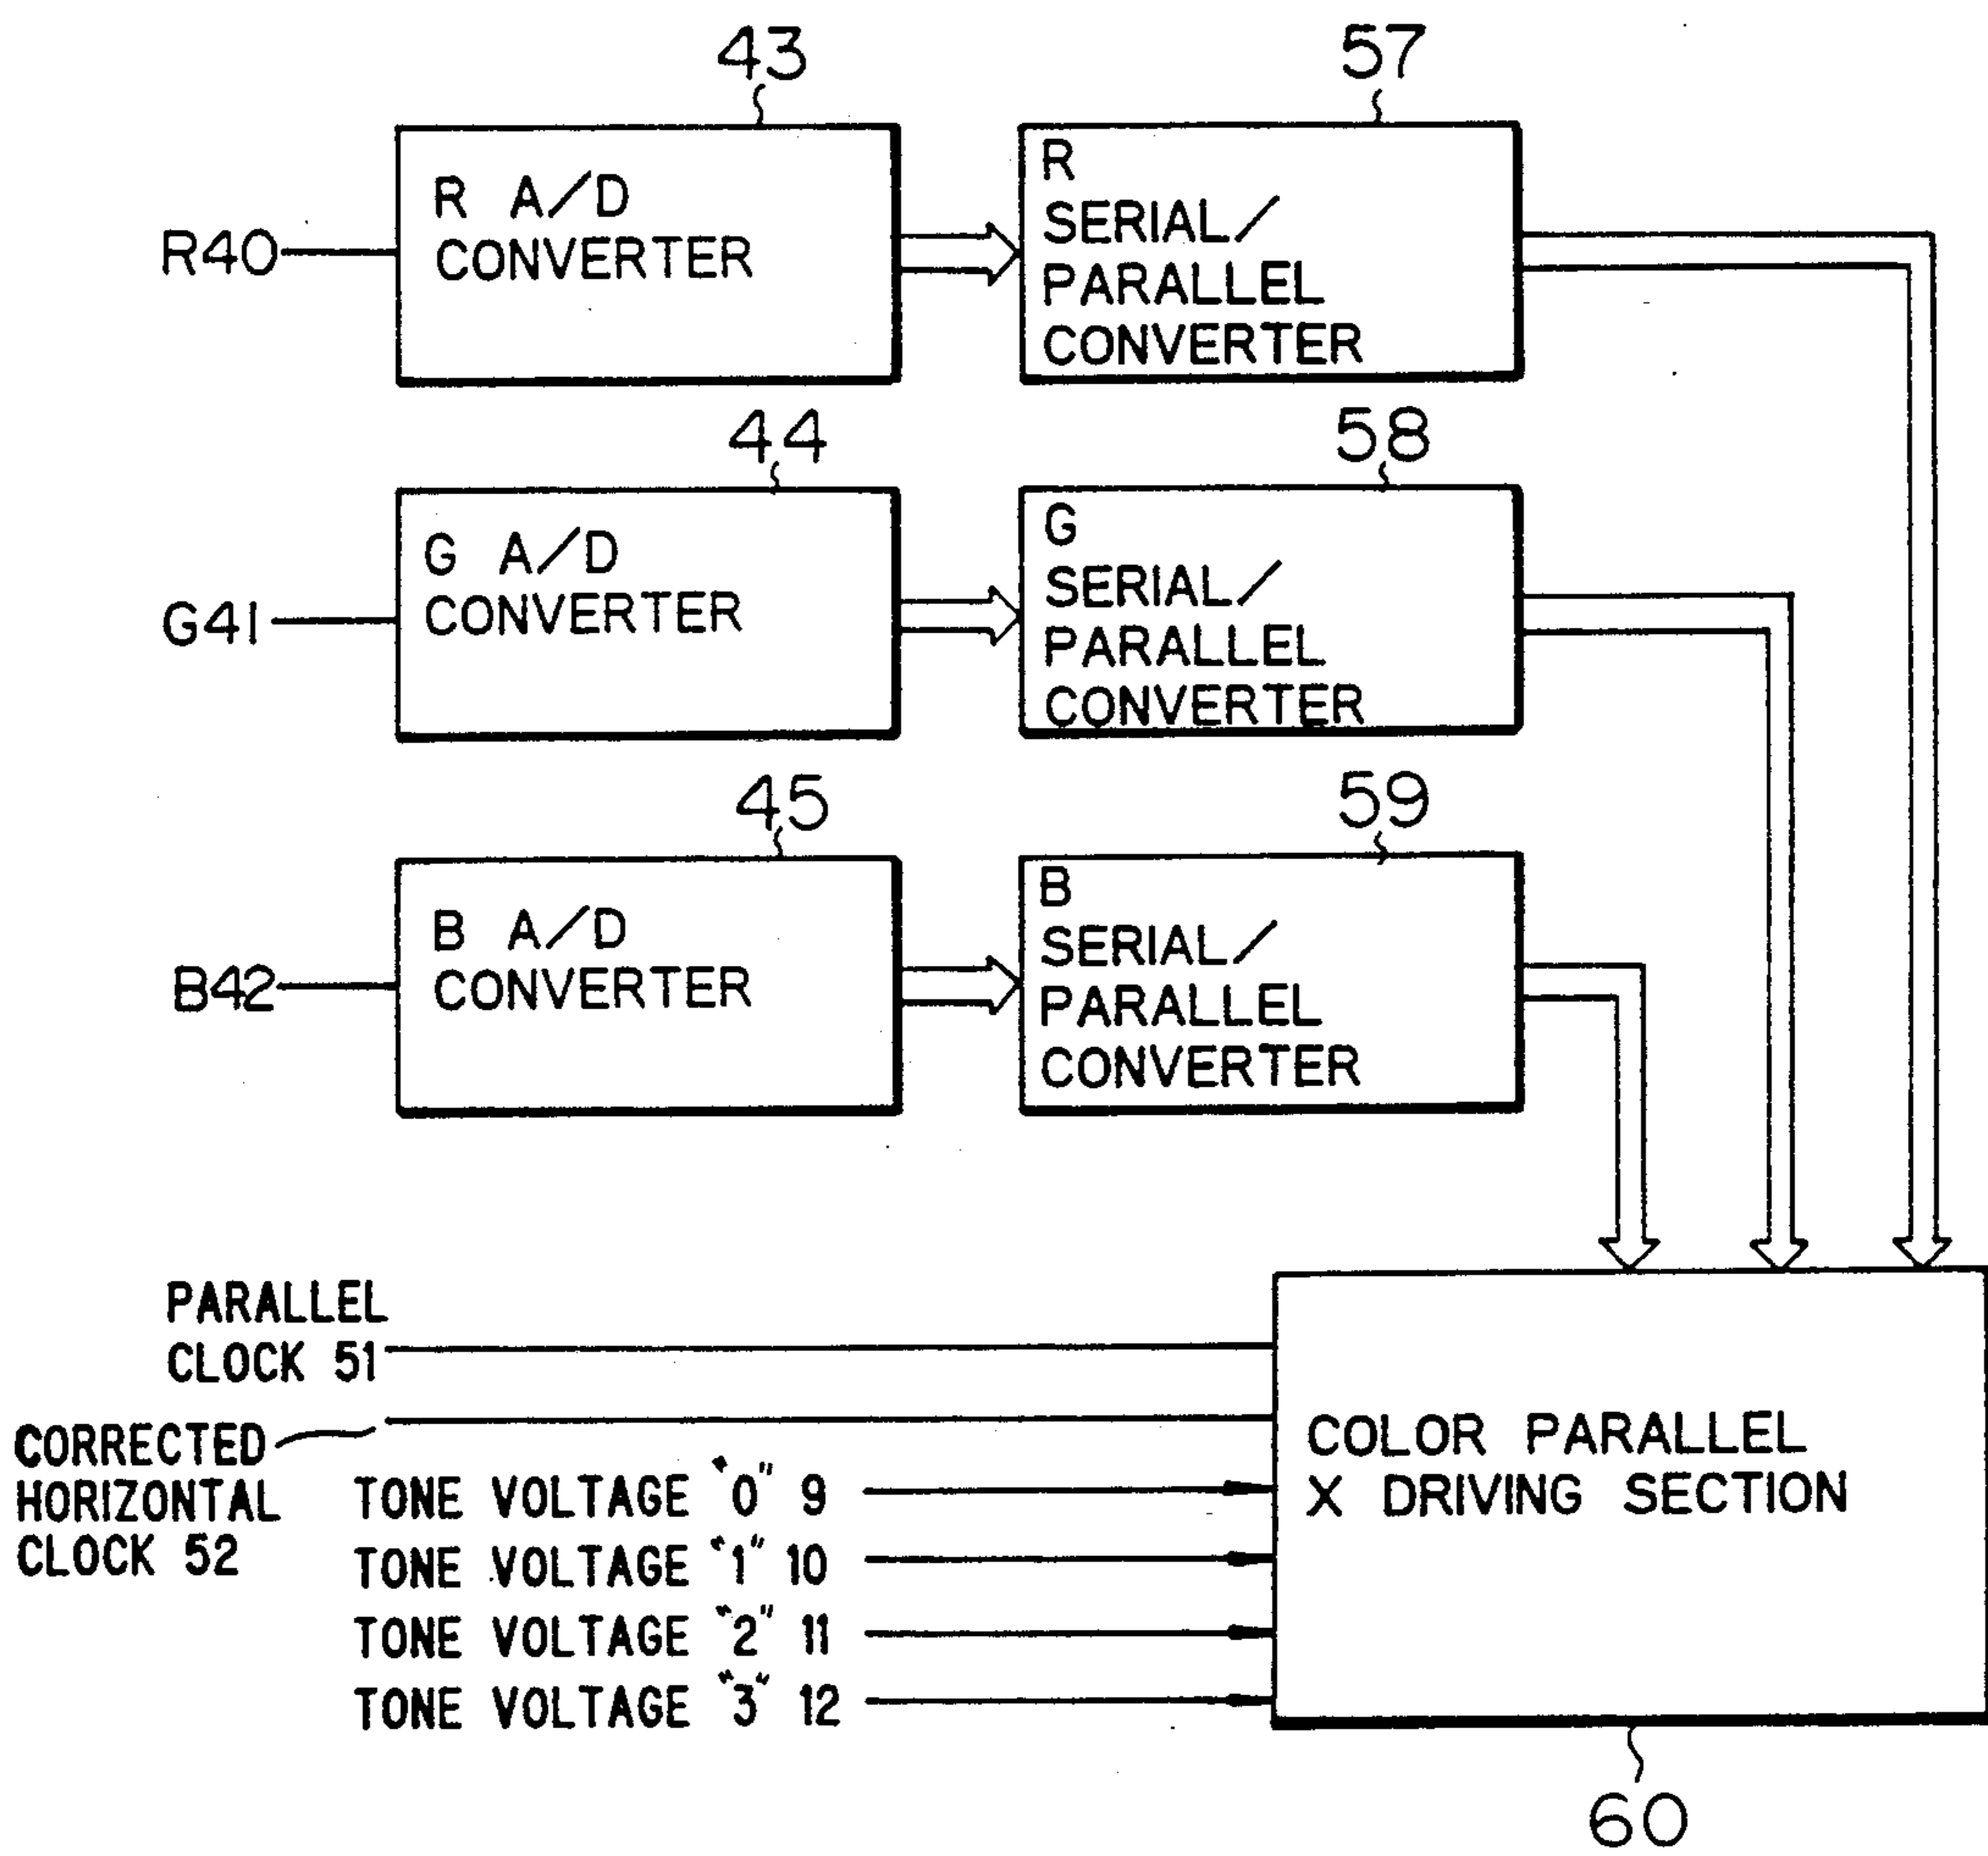 43
57
R A/D
CONVERTER
R
SERIAL/
PARALLEL
CONVERTER
R40
44
58
G A/D
CONVERTER
G
SERIAL/
PARALLEL
CONVERTER
G41
45
59
B A/D
CONVERTER
B
SERIAL/
PARALLEL
CONVERTER
B42
PARALLEL
CLOCK 51
CORRECTED
HORIZONTAL
CLOCK 52
TONE VOLTAGE "0" 9
TONE VOLTAGE "1" 10
TONE VOLTAGE "2" 11
TONE VOLTAGE "3" 12
COLOR PARALLEL
X DRIVING SECTION
60